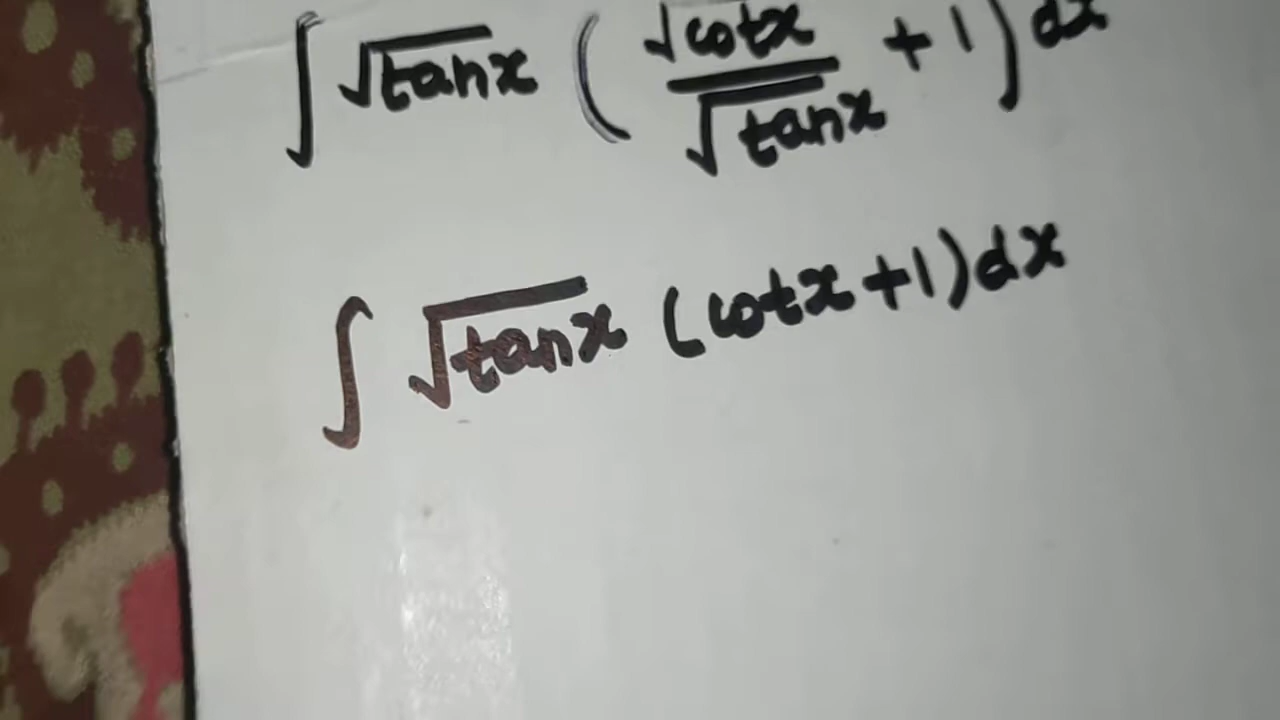 ∫ √tanx ( √cotx / √tanx + 1 ) dx
∫ √tanx (cotx + 1) dx